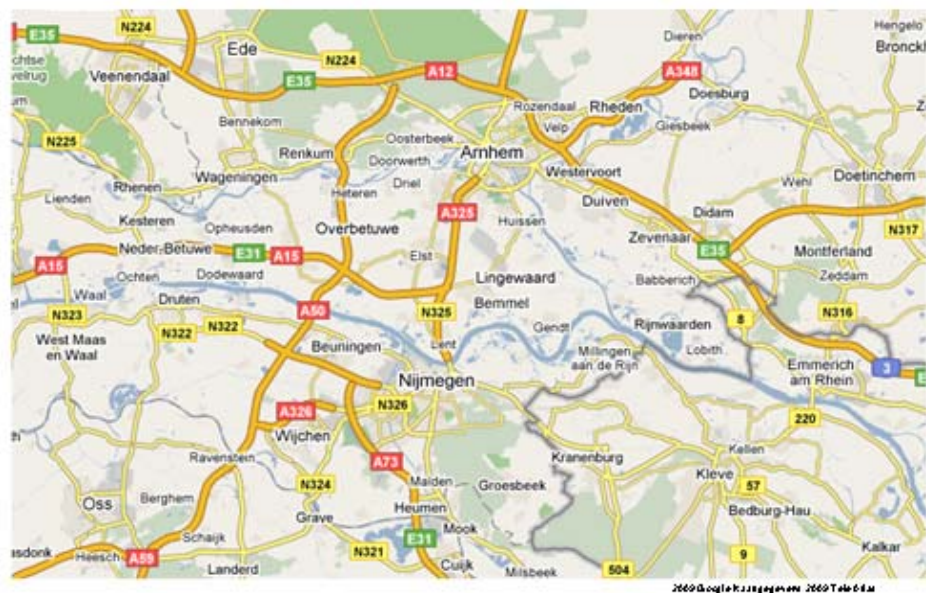 N224
Hengelo
E35
Ede
Dieren
Bronckh
Veenendaal
N224
A12
A348
E35
Doesburg
Rozendaal
Rheden
Bennekom
Velp
Giesbeek
N225
Oosterbeek
Renkum
Arnhem
Doorwerth
Wageningen
Westervoort
Wehl
Doetinchem
Rhenen
Driel
Heteren
Lienden
Duiven
Kesteren
A325
Didam
Huissen
Opheusden
Overbetuwe
N317
Zevenaar
Neder-Betuwe
E31
A15
Elst
E35
Montferland
A15
Ochten
Dodewaard
Lingewaard
Babberich
Zeddam
Waal
Druten
Bemmel
N323
A50
N325
8
N316
N322
N322
Gendt
Rijnwaarden
West Maas
en Waal
Beuningen
Lent
Millingen
aan de Rijn
Lobith
Emmerich
am Rhein
3
Nijmegen
A326
N326
220
Wijchen
Kellen
Ravenstein
A73
Kranenburg
Kleve
N324
Malden
Groesbeek
57
Oss
Berghem
Heumen
Bedburg-Hau
Grave
Mook
Schaijk
E31
asdonk
Heesch
A59
N321
9
Kalkar
Landerd
Cuijk
Milsbeek
504